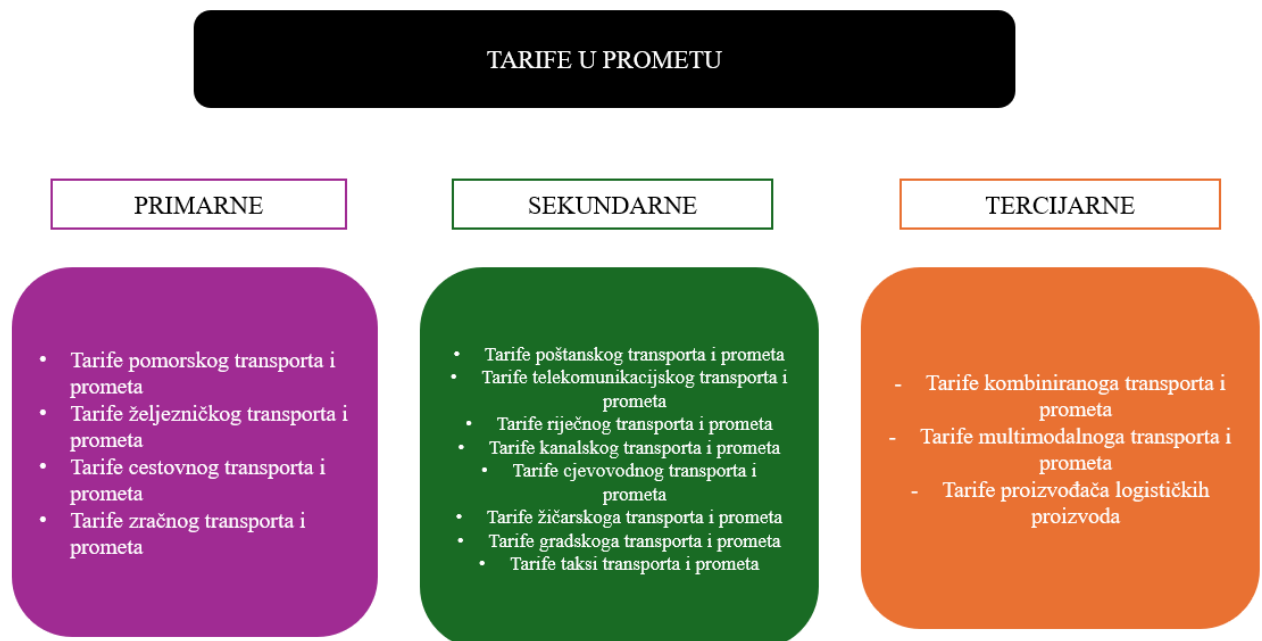 TARIFE U PROMETU
PRIMARNE
• Tarife pomorskog transporta i
prometa
• Tarife željezničkog transporta i
prometa
• Tarife cestovnog transporta i
prometa
• Tarife zračnog transporta i
prometa
SEKUNDARNE
• Tarife poštanskog transporta i prometa
• Tarife telekomunikacijskog transporta i
prometa
• Tarife riječnog transporta i prometa
• Tarife kanalskog transporta i prometa
• Tarife cjevovodnog transporta i
prometa
• Tarife žičarskoga transporta i prometa
• Tarife gradskoga transporta i prometa
• Tarife taksi transporta i prometa
TERCIJARNE
- Tarife kombiniranoga transporta i
prometa
- Tarife multimodalnoga transporta i
prometa
- Tarife proizvođača logističkih
proizvoda